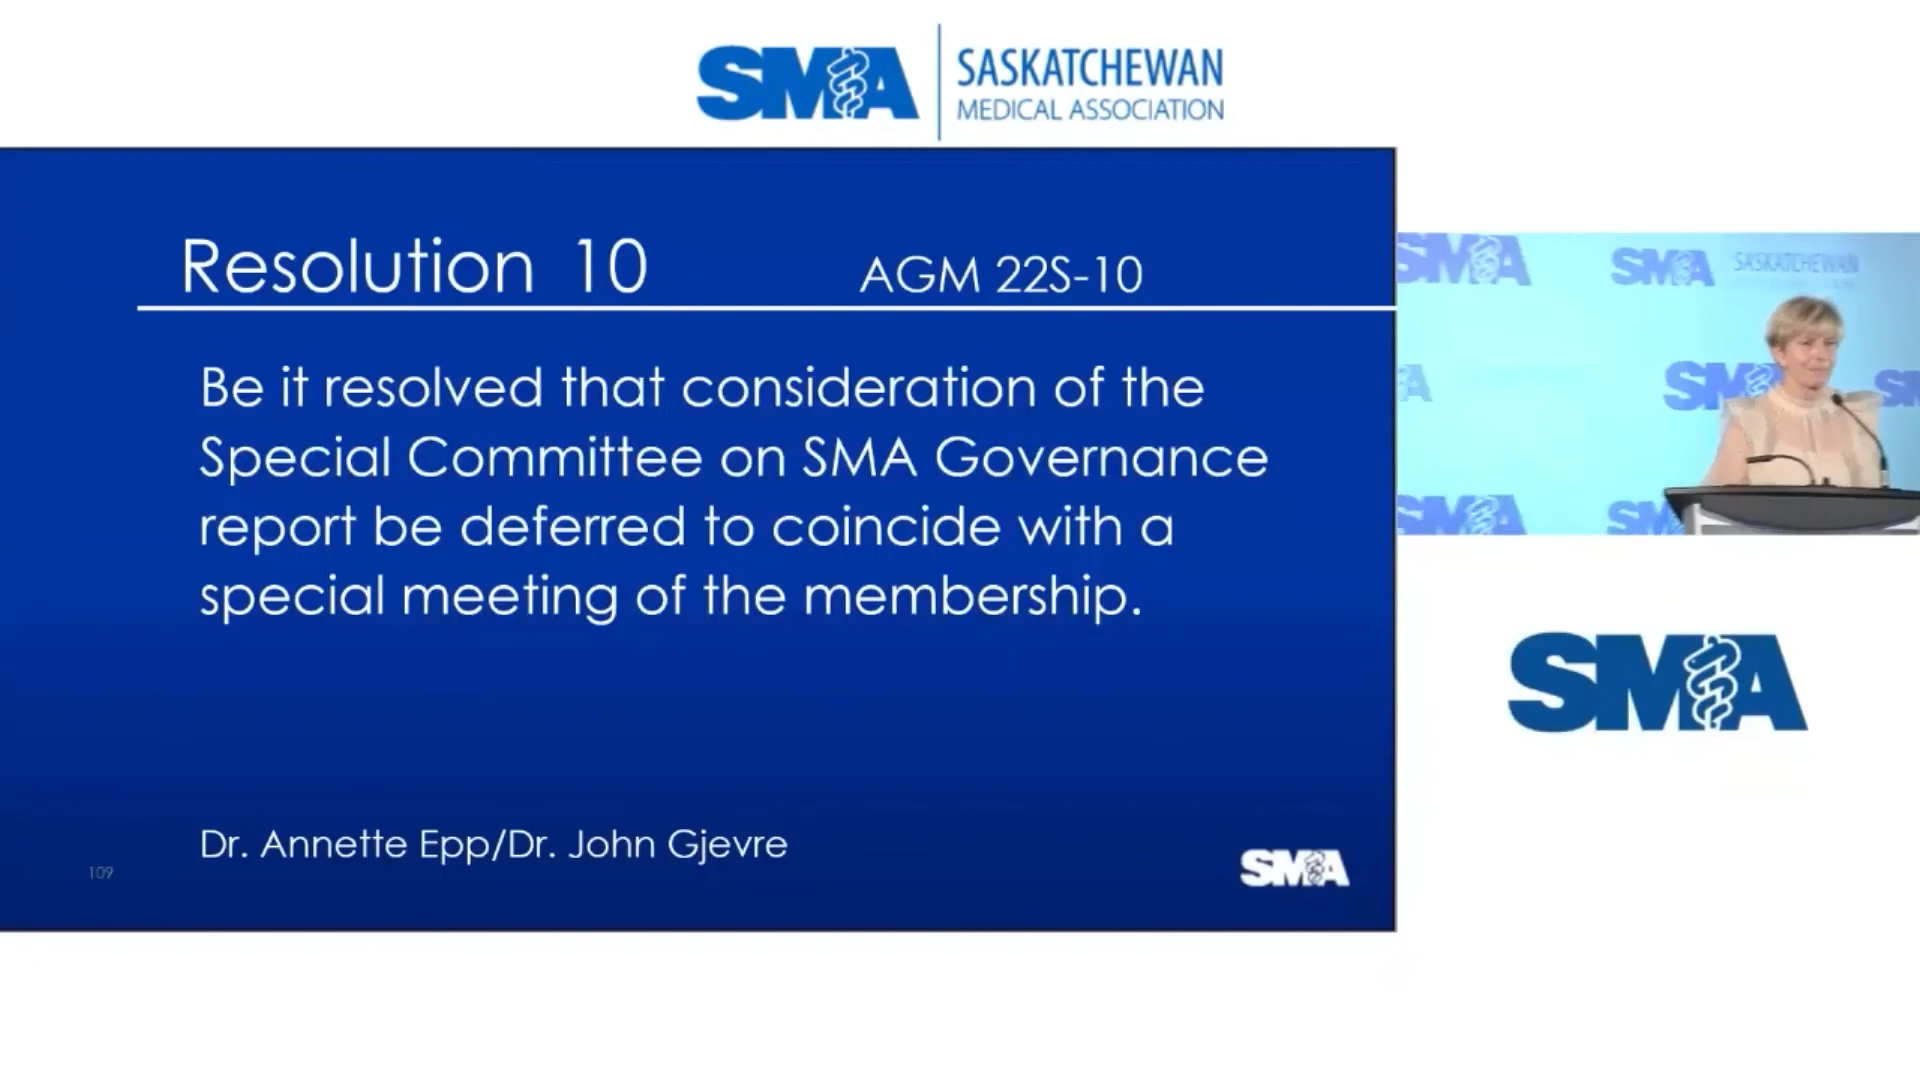 SMA
SASKATCHEWAN
MEDICAL ASSOCIATION
Resolution 10
AGM 22S-10
Be it resolved that consideration of the
Special Committee on SMA Governance
report be deferred to coincide with a
special meeting of the membership.
Dr. Annette Epp/Dr. John Gjevre
109
SMA
SMA
SMA
SASKATCHEWAN
SMA
SMA
SMA